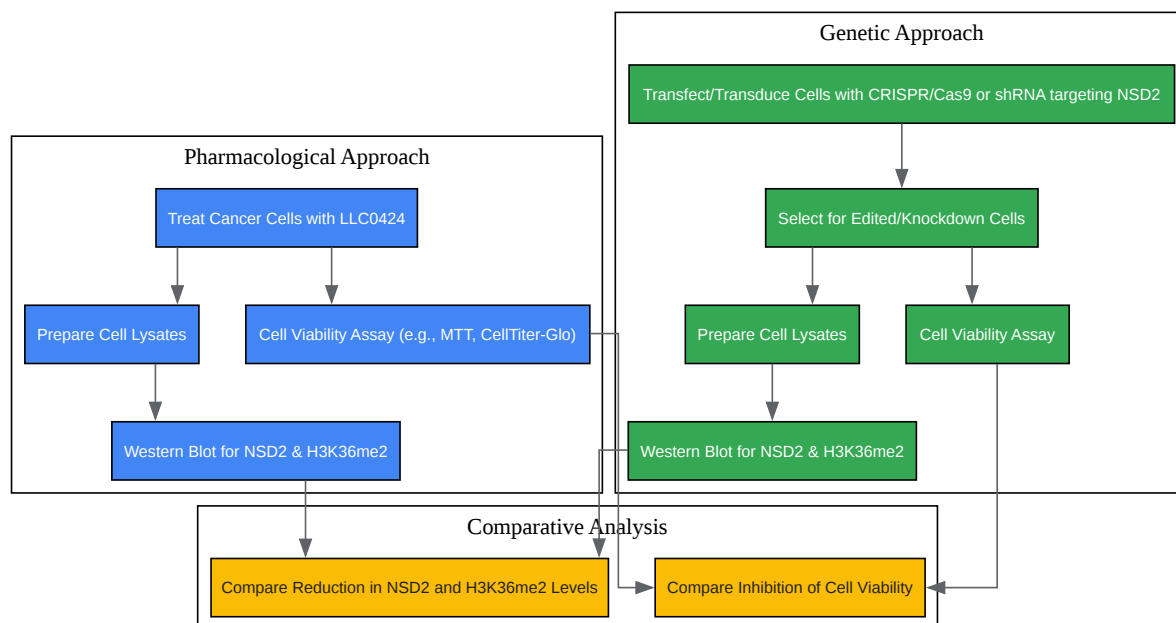 Genetic Approach
Transfect/Transduce Cells with CRISPR/Cas9 or shRNA targeting NSD2
Pharmacological Approach
Treat Cancer Cells with LLC0424
Select for Edited/Knockdown Cells
Prepare Cell Lysates
Cell Viability Assay (e.g., MTT, CellTiter-Glo)
Prepare Cell Lysates
Cell Viability Assay
Western Blot for NSD2 & H3K36me2
Western Blot for NSD2 & H3K36me2
Comparative Analysis
Compare Reduction in NSD2 and H3K36me2 Levels
Compare Inhibition of Cell Viability